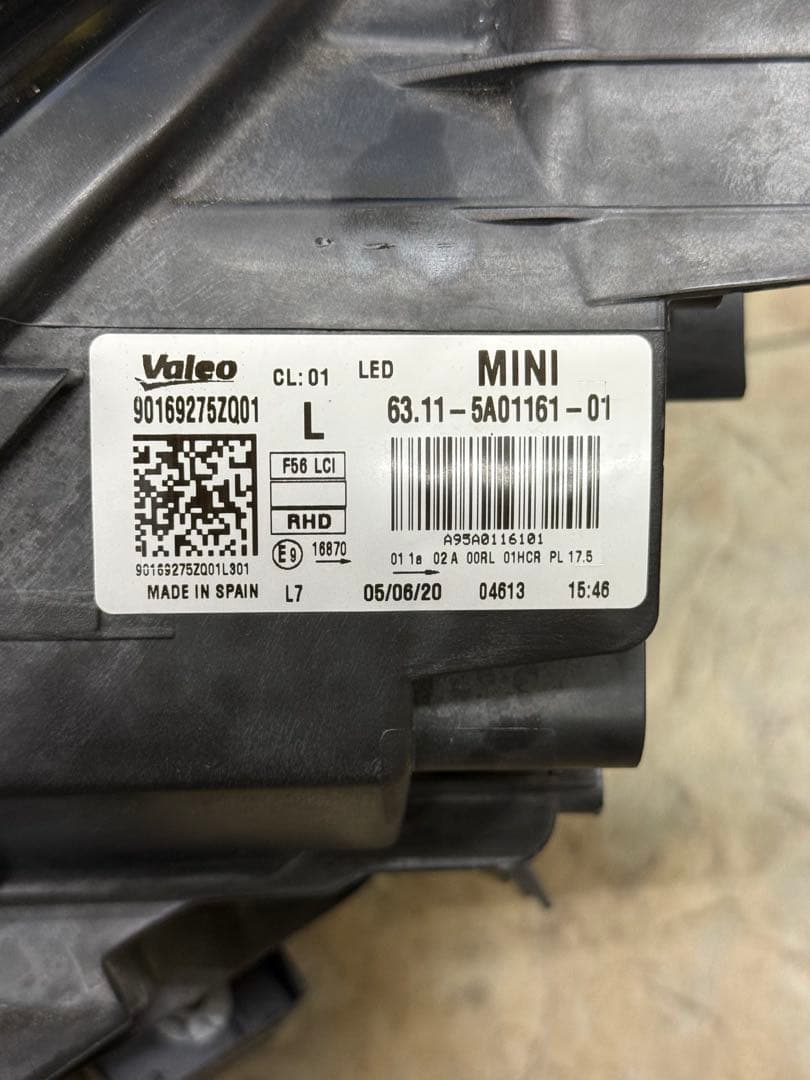 Valeo CL: 01 LED MINI
90169275ZQ01 L 63.11-5A01161-01
F56 LCI
RHD
A95A0116101
E9 16870
01 1a 02 A 00RL 01HCR PL 17.5
90169275ZQ01L301
MADE IN SPAIN L7 05/06/20 04613 15:46